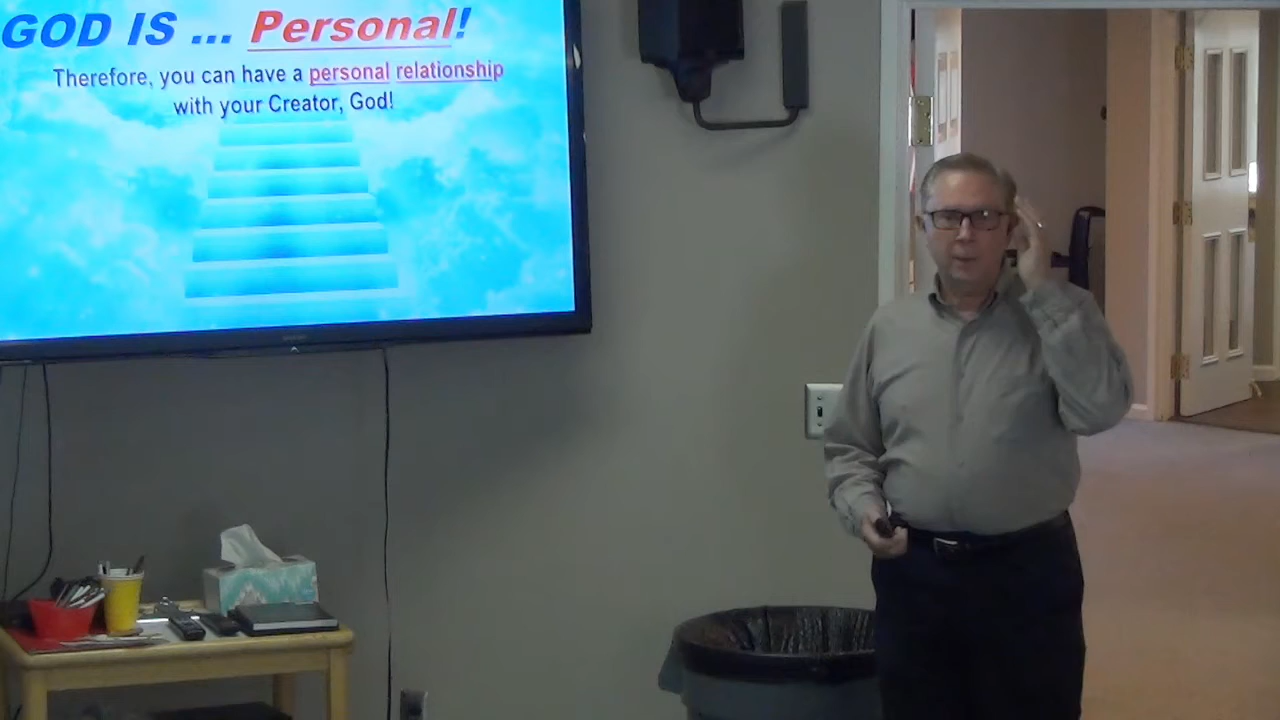 GOD IS ... Personal!
Therefore, you can have a personal relationship
with your Creator, God!